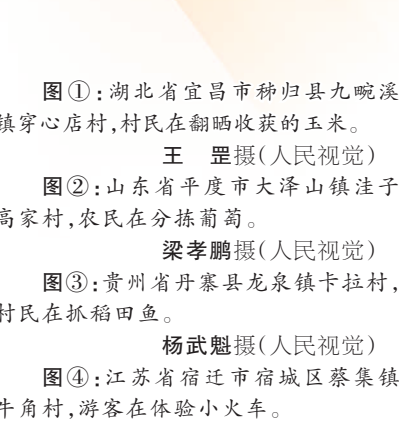 图①:湖北省宜昌市秭归县九畹溪
镇穿心店村,村民在翻晒收获的玉米。
王　罡摄(人民视觉)
图②:山东省平度市大泽山镇洼子
高家村,农民在分拣葡萄。
梁孝鹏摄(人民视觉)
图③:贵州省丹寨县龙泉镇卡拉村,
村民在抓稻田鱼。
杨武魁摄(人民视觉)
图④:江苏省宿迁市宿城区蔡集镇
牛角村,游客在体验小火车。